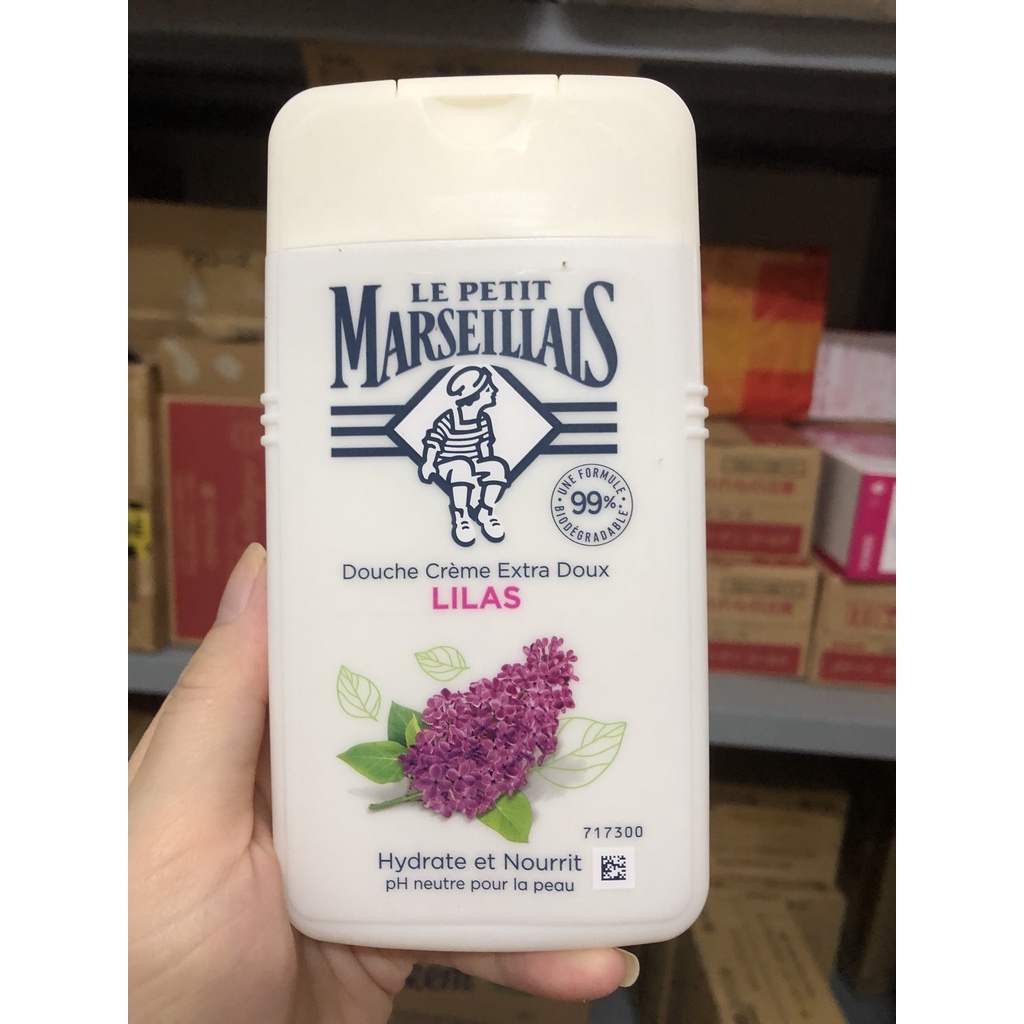 LE PETIT
MARSEILLAIS
UNE FORMULE
99%
BIODÉGRADABLE
Douche Crème Extra Doux
LILAS
717300
Hydrate et Nourrit
pH neutre pour la peau